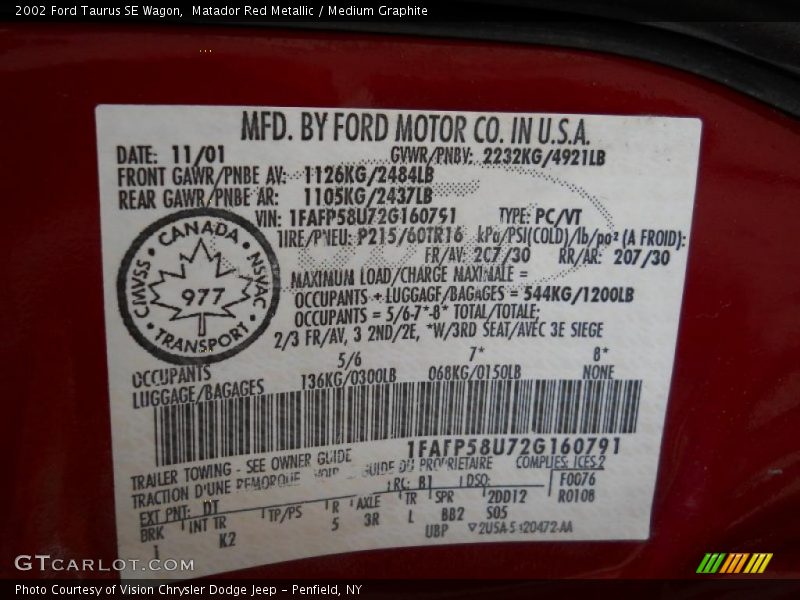 2002 Ford Taurus SE Wagon,  Matador Red Metallic / Medium Graphite
MFD. BY FORD MOTOR CO. IN U.S.A.
DATE: 11/01 GVWR/PNBV: 2232KG/4921LB
FRONT GAWR/PNBE AV: 1126KG/2484LB
REAR GAWR/PNBE AR: 1105KG/2437LB
VIN: 1FAFP58U72G160791 TYPE: PC/VT
TIRE/PNEU: P215/60TR16 kPa/PSI(COLD)/lb/po² (A FROID):
FR/AV: 207/30 RR/AR: 207/30
MAXIMUM LOAD/CHARGE MAXIMALE =
OCCUPANTS + LUGGAGE/BAGAGES = 544KG/1200LB
OCCUPANTS = 5/6-7*-8* TOTAL/TOTALE;
2/3 FR/AV, 3 2ND/2E, *W/3RD SEAT/AVEC 3E SIEGE
CANADA
CMVSS NSVAC
977
TRANSPORT
5/6 7* 8*
OCCUPANTS
LUGGAGE/BAGAGES 136KG/0300LB 068KG/0150LB NONE
1FAFP58U72G160791
TRAILER TOWING - SEE OWNER GUIDE COMPLIES: ICES-2
TRACTION D'UNE REMORQUE VOIR GUIDE DU PROPRIETAIRE
EXT PNT: DT RC: 81 DSO: F0076
BRK INT TR TP/PS R AXLE TR SPR 2DD12 R0108
1 K2 5 3R L BB2 S05
UBP
GTCARLOT.COM
Photo Courtesy of Vision Chrysler Dodge Jeep - Penfield, NY